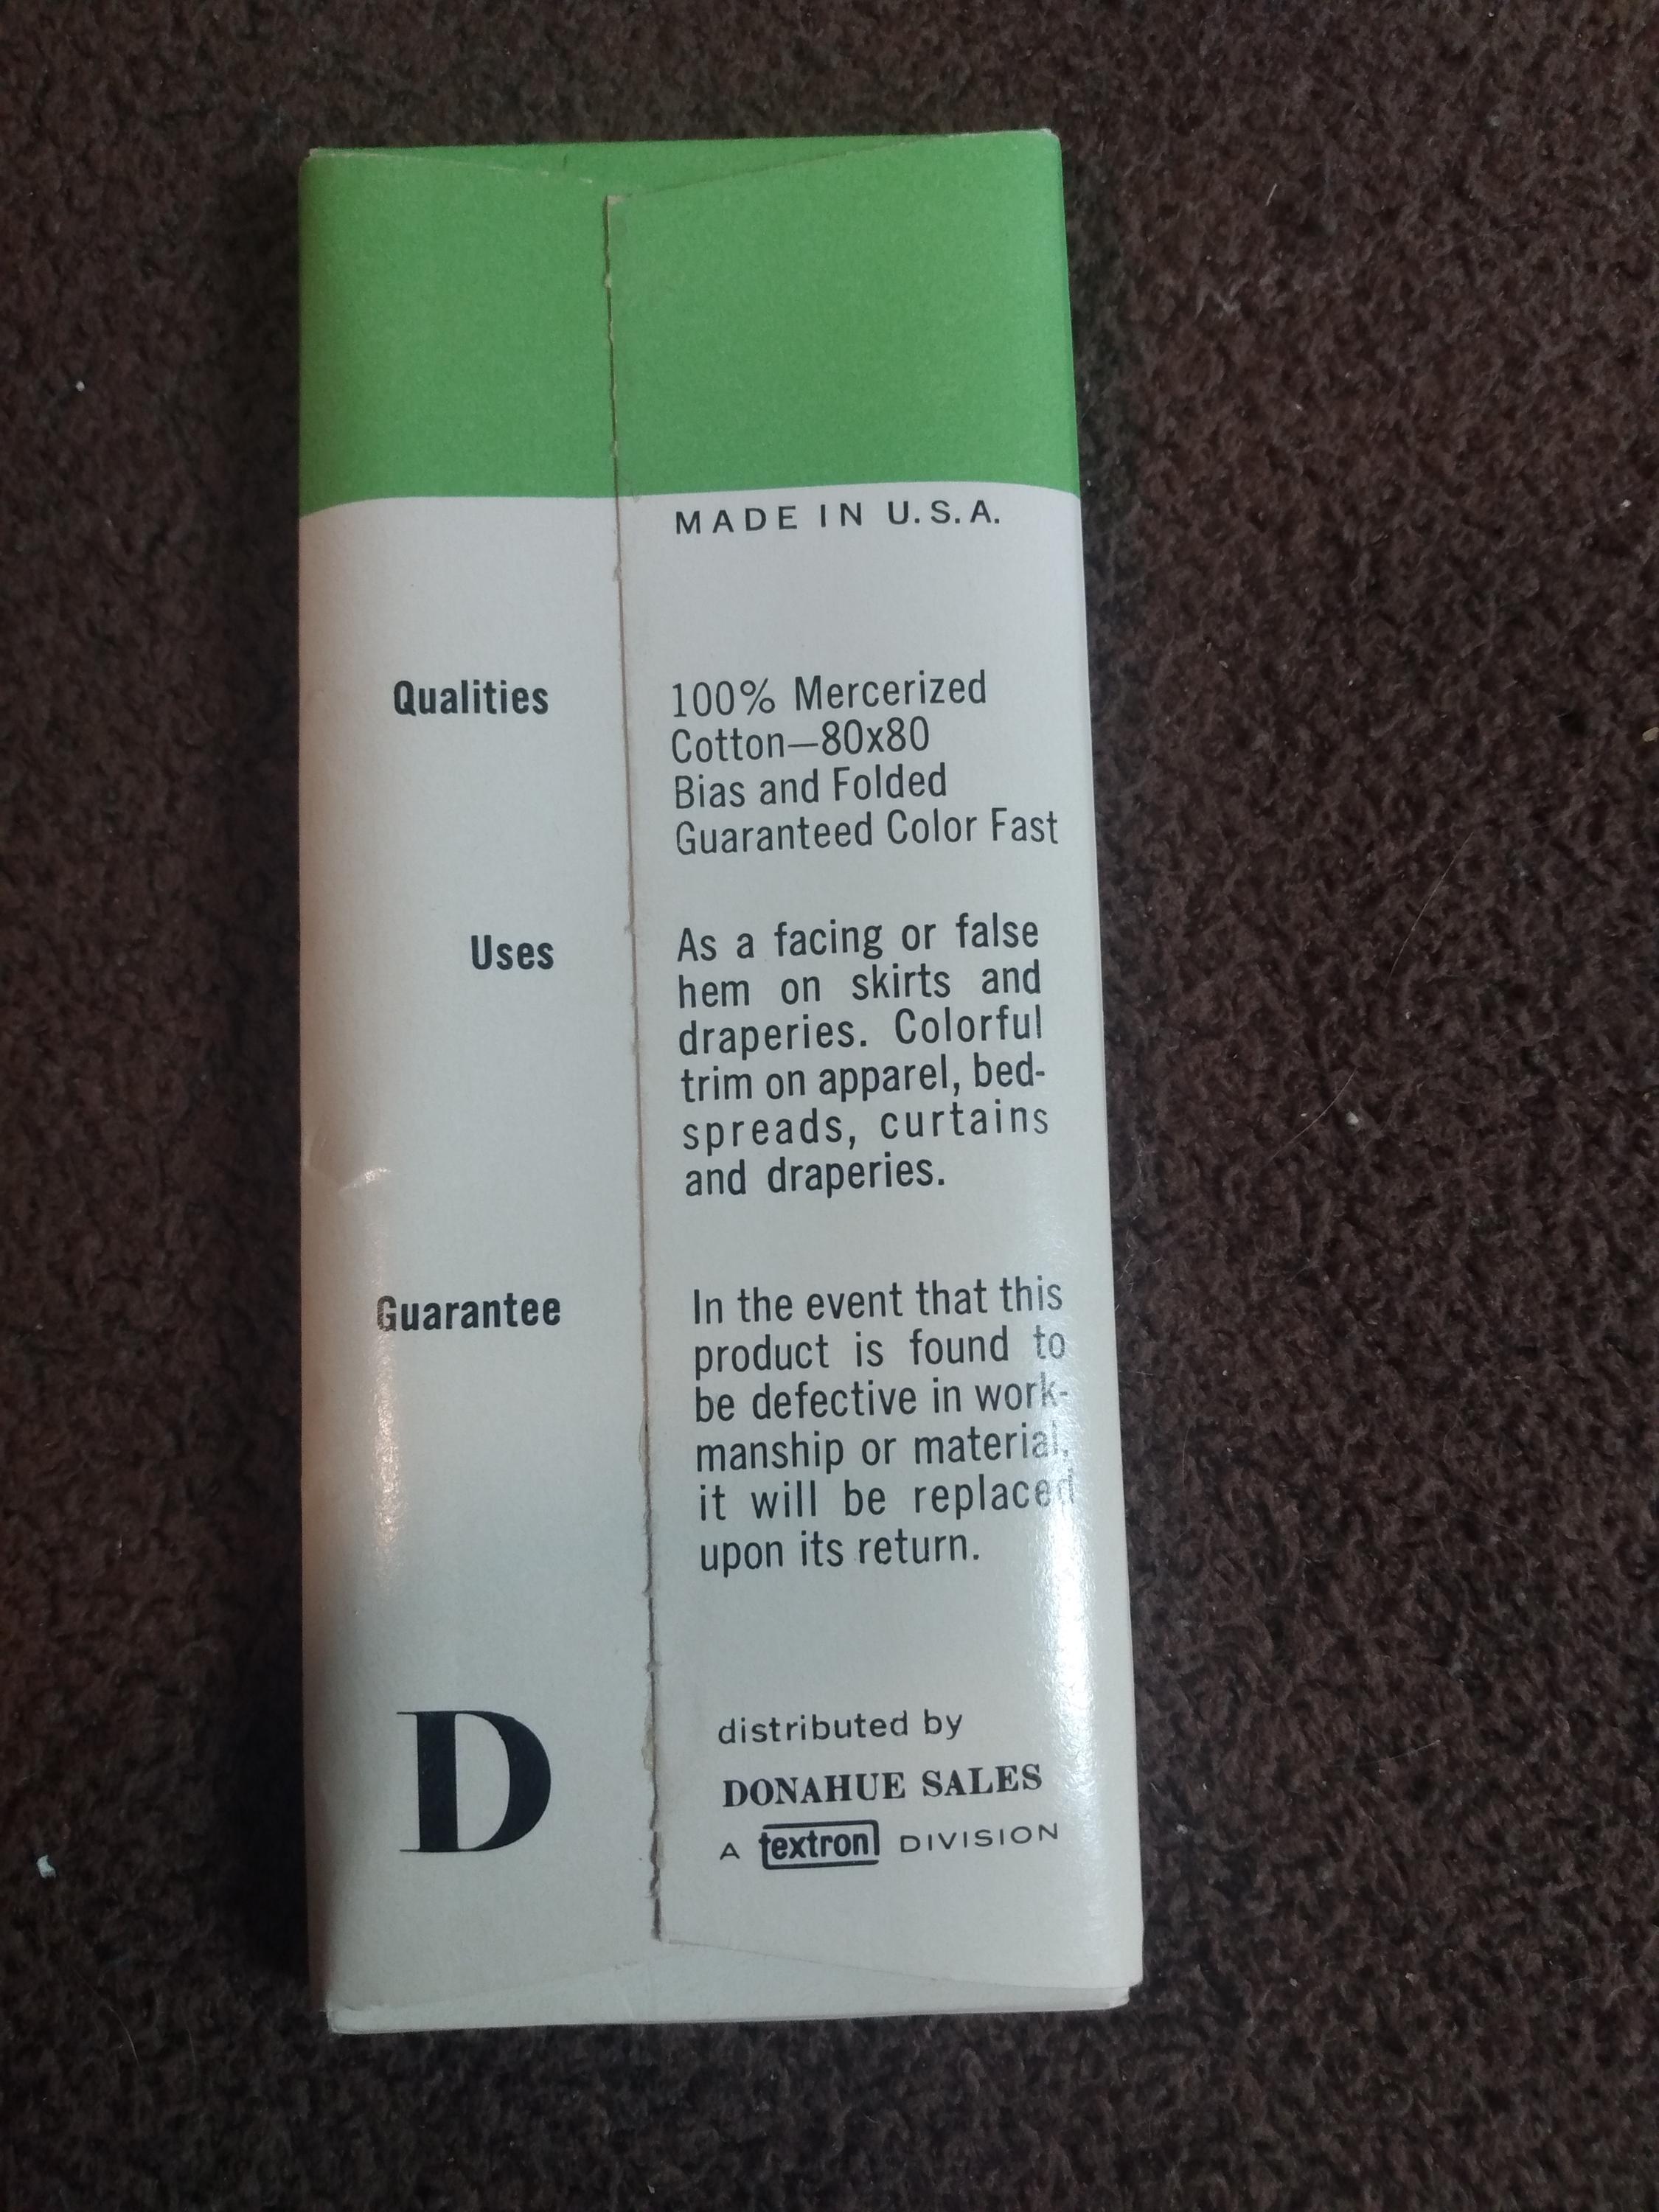 MADE IN U.S.A.
Qualities
100% Mercerized
Cotton—80x80
Bias and Folded
Guaranteed Color Fast
Uses
As a facing or false
hem on skirts and
draperies. Colorful
trim on apparel, bed-
spreads, curtains
and draperies.
Guarantee
In the event that this
product is found to
be defective in work-
manship or material,
it will be replaced
upon its return.
D
distributed by
DONAHUE SALES
A textron DIVISION